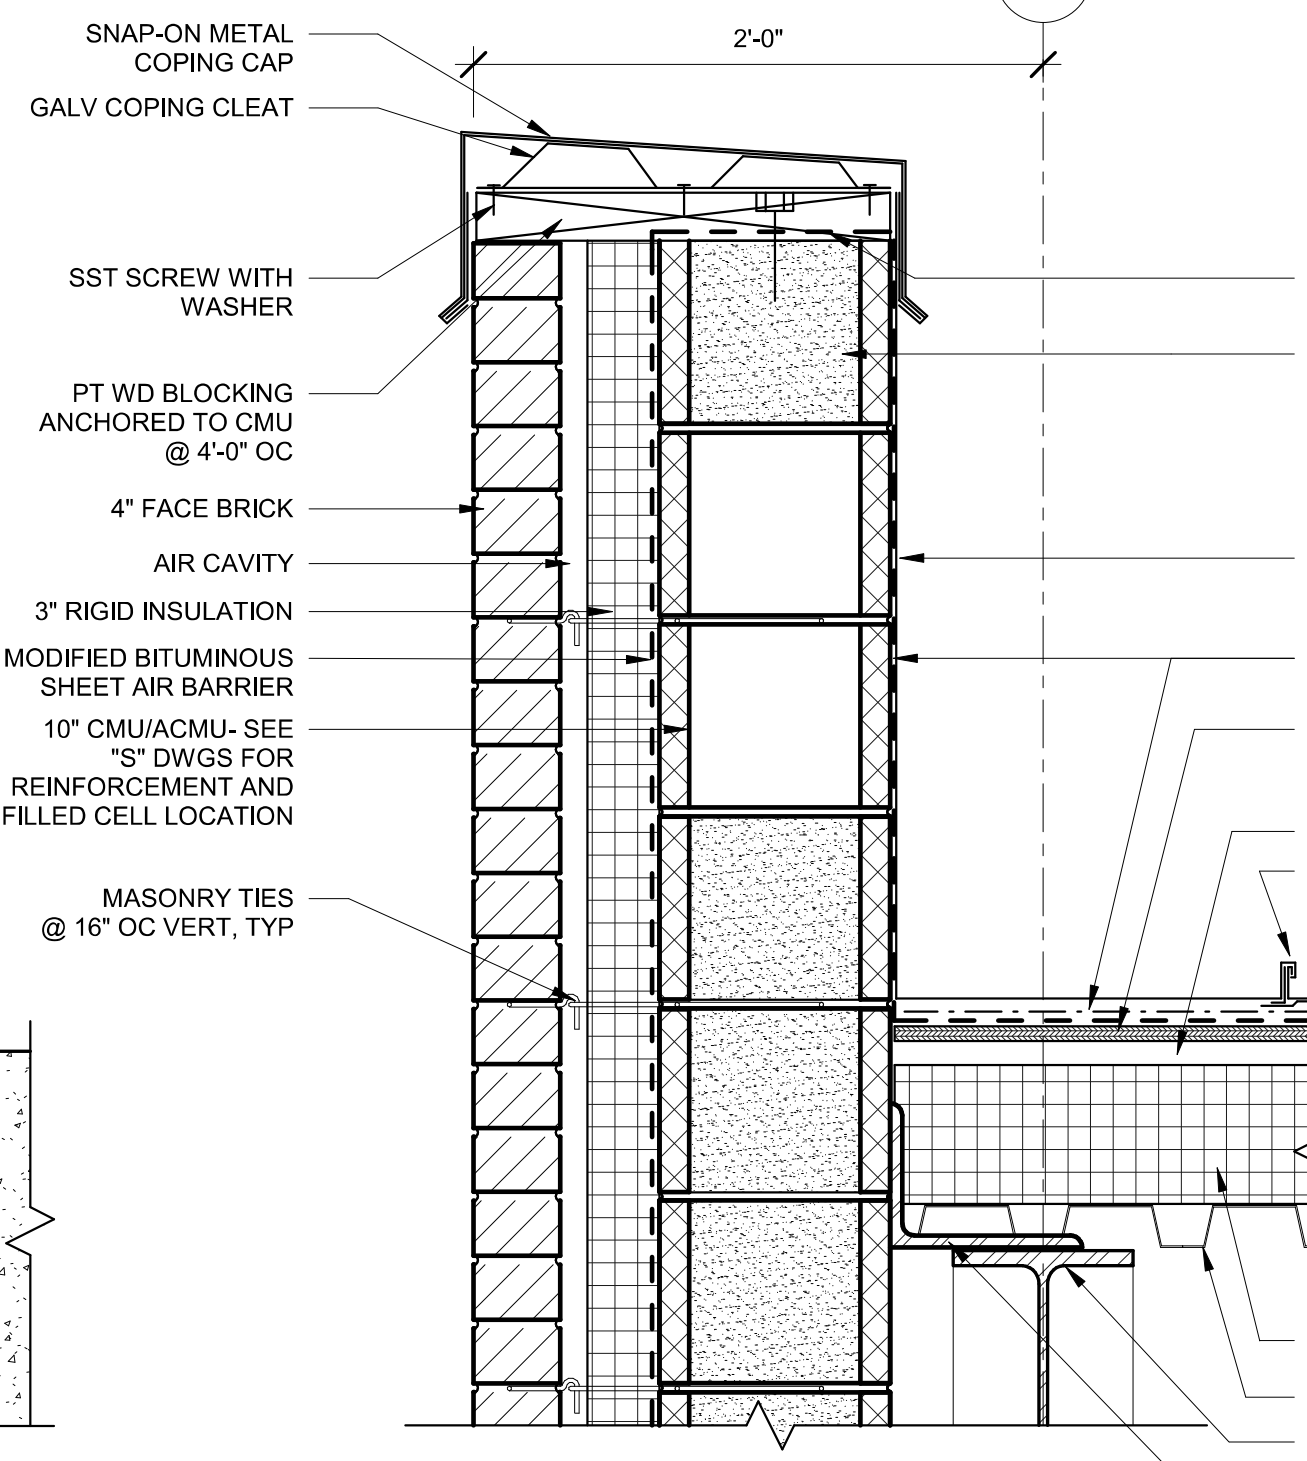 SNAP-ON METAL
COPING CAP
2'-0"
GALV COPING CLEAT
SST SCREW WITH
WASHER
PT WD BLOCKING
ANCHORED TO CMU
@ 4'-0" OC
4" FACE BRICK
AIR CAVITY
3" RIGID INSULATION
MODIFIED BITUMINOUS
SHEET AIR BARRIER
10" CMU/ACMU- SEE
"S" DWGS FOR
REINFORCEMENT AND
FILLED CELL LOCATION
MASONRY TIES
@ 16" OC VERT, TYP